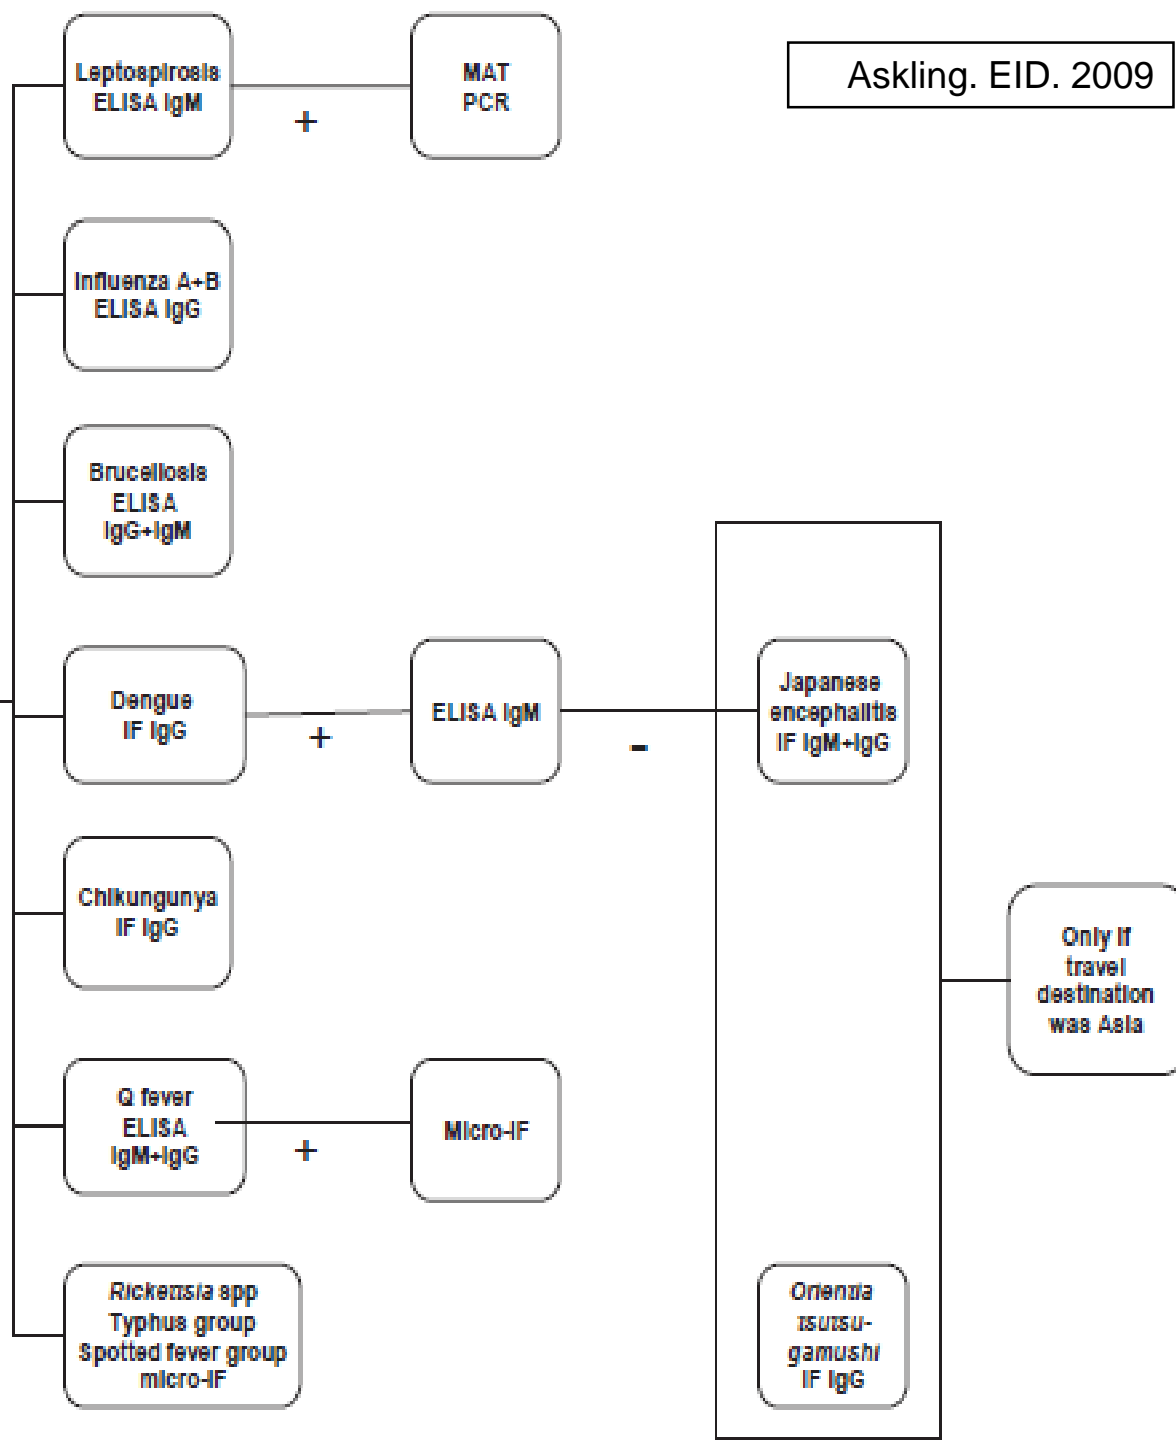 Askling. EID. 2009
Leptospirosis
ELISA IgM
+
MAT
PCR
Influenza A+B
ELISA IgG
Brucellosis
ELISA
IgG+IgM
Dengue
IF IgG
+
ELISA IgM
-
Japanese
encephalitis
IF IgM+IgG
Chikungunya
IF IgG
Only if
travel
destination
was Asia
Q fever
ELISA
IgM+IgG
+
Micro-IF
Rickettsia spp
Typhus group
Spotted fever group
micro-IF
Orientia
tsutsu-
gamushi
IF IgG